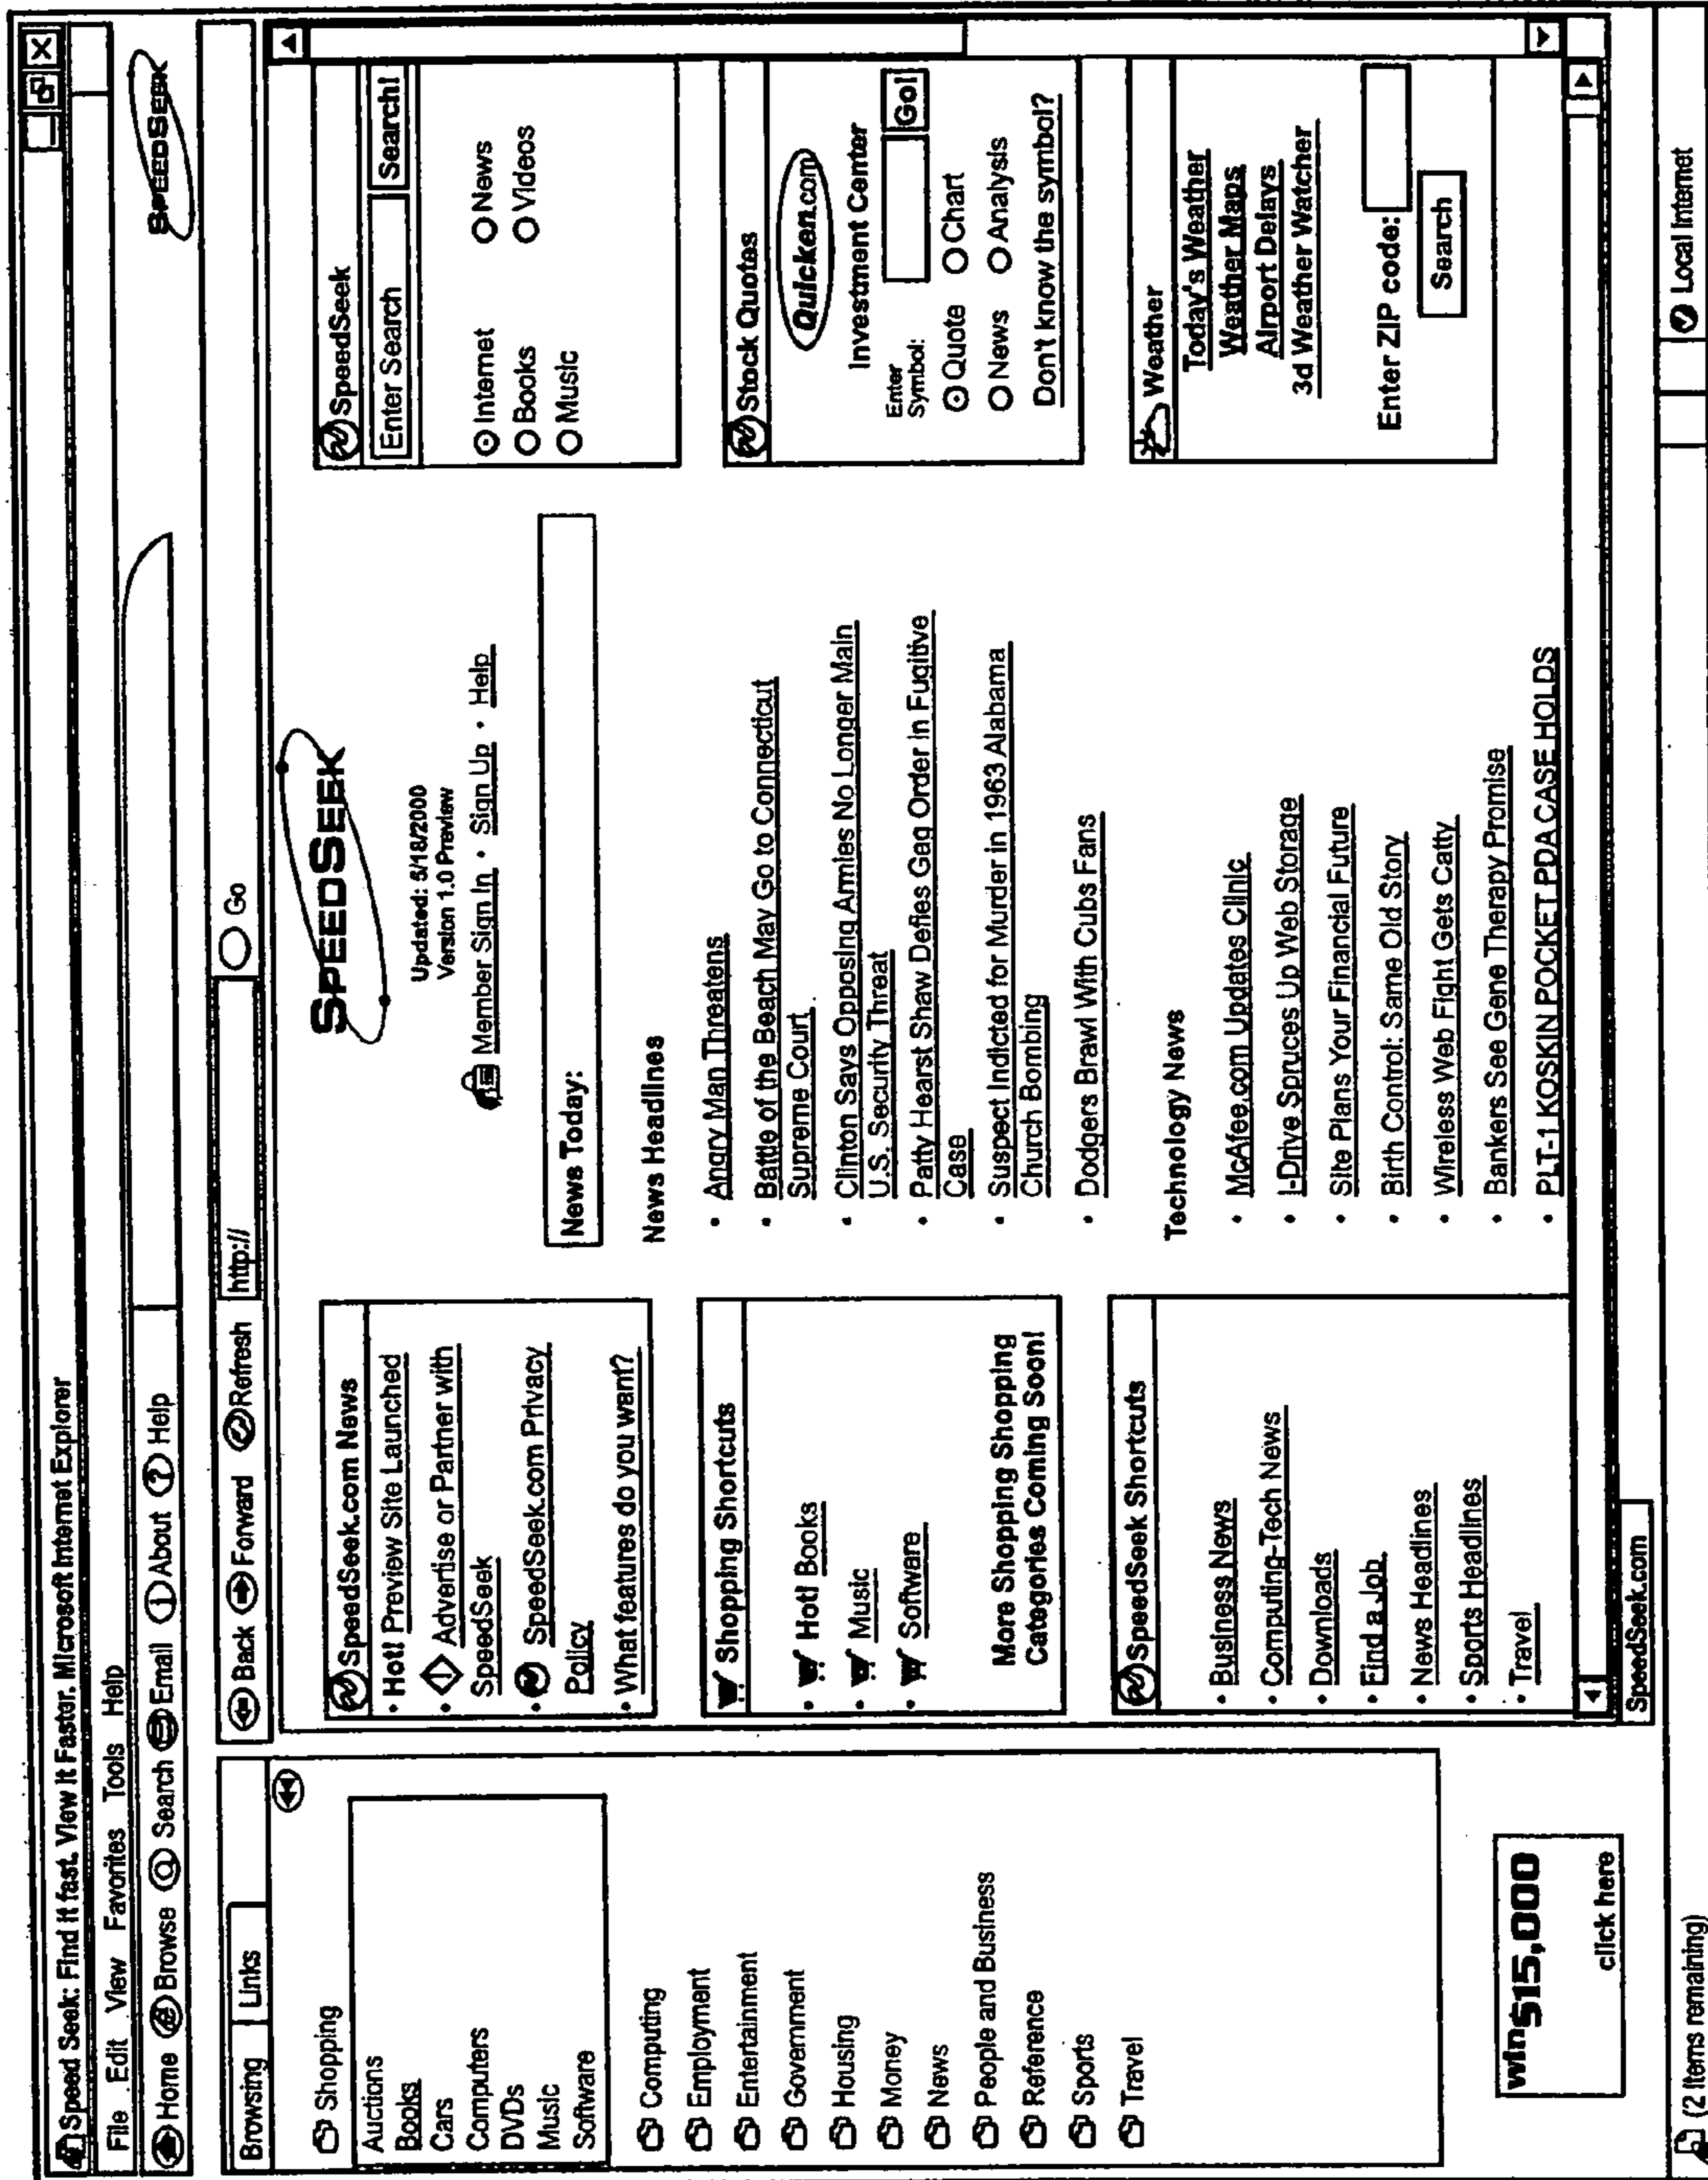 Speed Seek: Find it fast. View It Faster. Microsoft Internet Explorer
File Edit View Favorites Tools Help
Home Browse Search Email About Help
SPEEDSEEK
Browsing Links
Back Forward Refresh http:// Go
Shopping
Auctions
Books
Cars
Computers
DVDs
Music
Software
Computing
Employment
Entertainment
Government
Housing
Money
News
People and Business
Reference
Sports
Travel
win$15,000
click here
SpeedSeek.com News
• Hot! Preview Site Launched
• Advertise or Partner with
SpeedSeek
• SpeedSeek.com Privacy
Policy
• What features do you want?
Shopping Shortcuts
• Hot! Books
• Music
• Software
More Shopping Shopping
Categories Coming Soon!
SpeedSeek Shortcuts
• Business News
• Computing-Tech News
• Downloads
• Find a Job
• News Headlines
• Sports Headlines
• Travel
SPEEDSEEK
Updated: 5/18/2000
Version 1.0 Preview
Member Sign In • Sign Up • Help
News Today:
News Headlines
• Angry Man Threatens
• Battle of the Beach May Go to Connecticut
Supreme Court
• Clinton Says Opposing Armies No Longer Main
U.S. Security Threat
• Patty Hearst Shaw Defies Gag Order in Fugitive
Case
• Suspect Indicted for Murder in 1963 Alabama
Church Bombing
• Dodgers Brawl With Cubs Fans
Technology News
• McAfee.com Updates Clinic
• I-Drive Spruces Up Web Storage
• Site Plans Your Financial Future
• Birth Control: Same Old Story
• Wireless Web Fight Gets Catty
• Bankers See Gene Therapy Promise
• PLT-1 KOSKIN POCKET PDA CASE HOLDS
SpeedSeek
Enter Search Search!
Internet News
Books Videos
Music
Stock Quotes
Quicken.com
Investment Center
Enter
Symbol: Go!
Quote Chart
News Analysis
Don't know the symbol?
Weather
Today's Weather
Weather Maps
Airport Delays
3d Weather Watcher
Enter ZIP code:
Search
SpeedSeek.com
(2 Items remaining) Local Internet